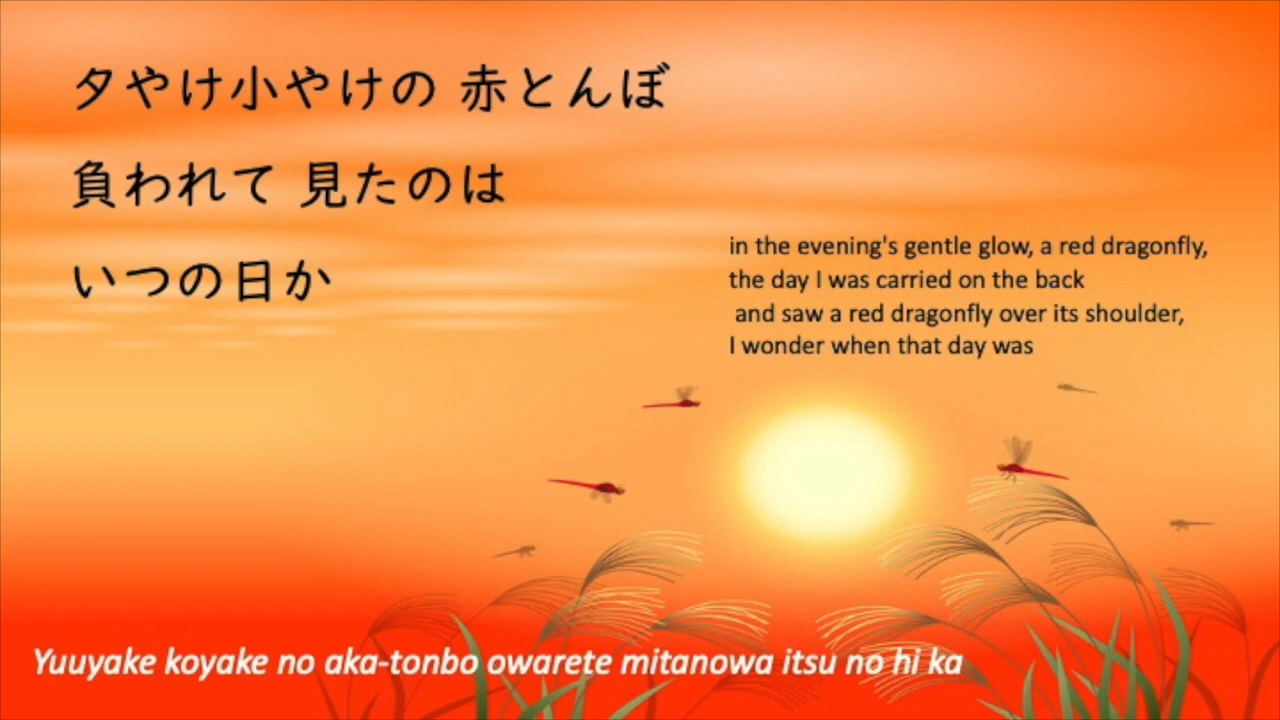 夕やけ小やけの 赤とんぼ
負われて 見たのは
いつの日か
in the evening's gentle glow, a red dragonfly,
the day I was carried on the back
and saw a red dragonfly over its shoulder,
I wonder when that day was
Yuuyake koyake no aka-tonbo owarete mitanowa itsu no hi ka